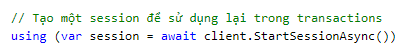 // Tạo một session để sử dụng lại trong transactions
using (var session = await client.StartSessionAsync())